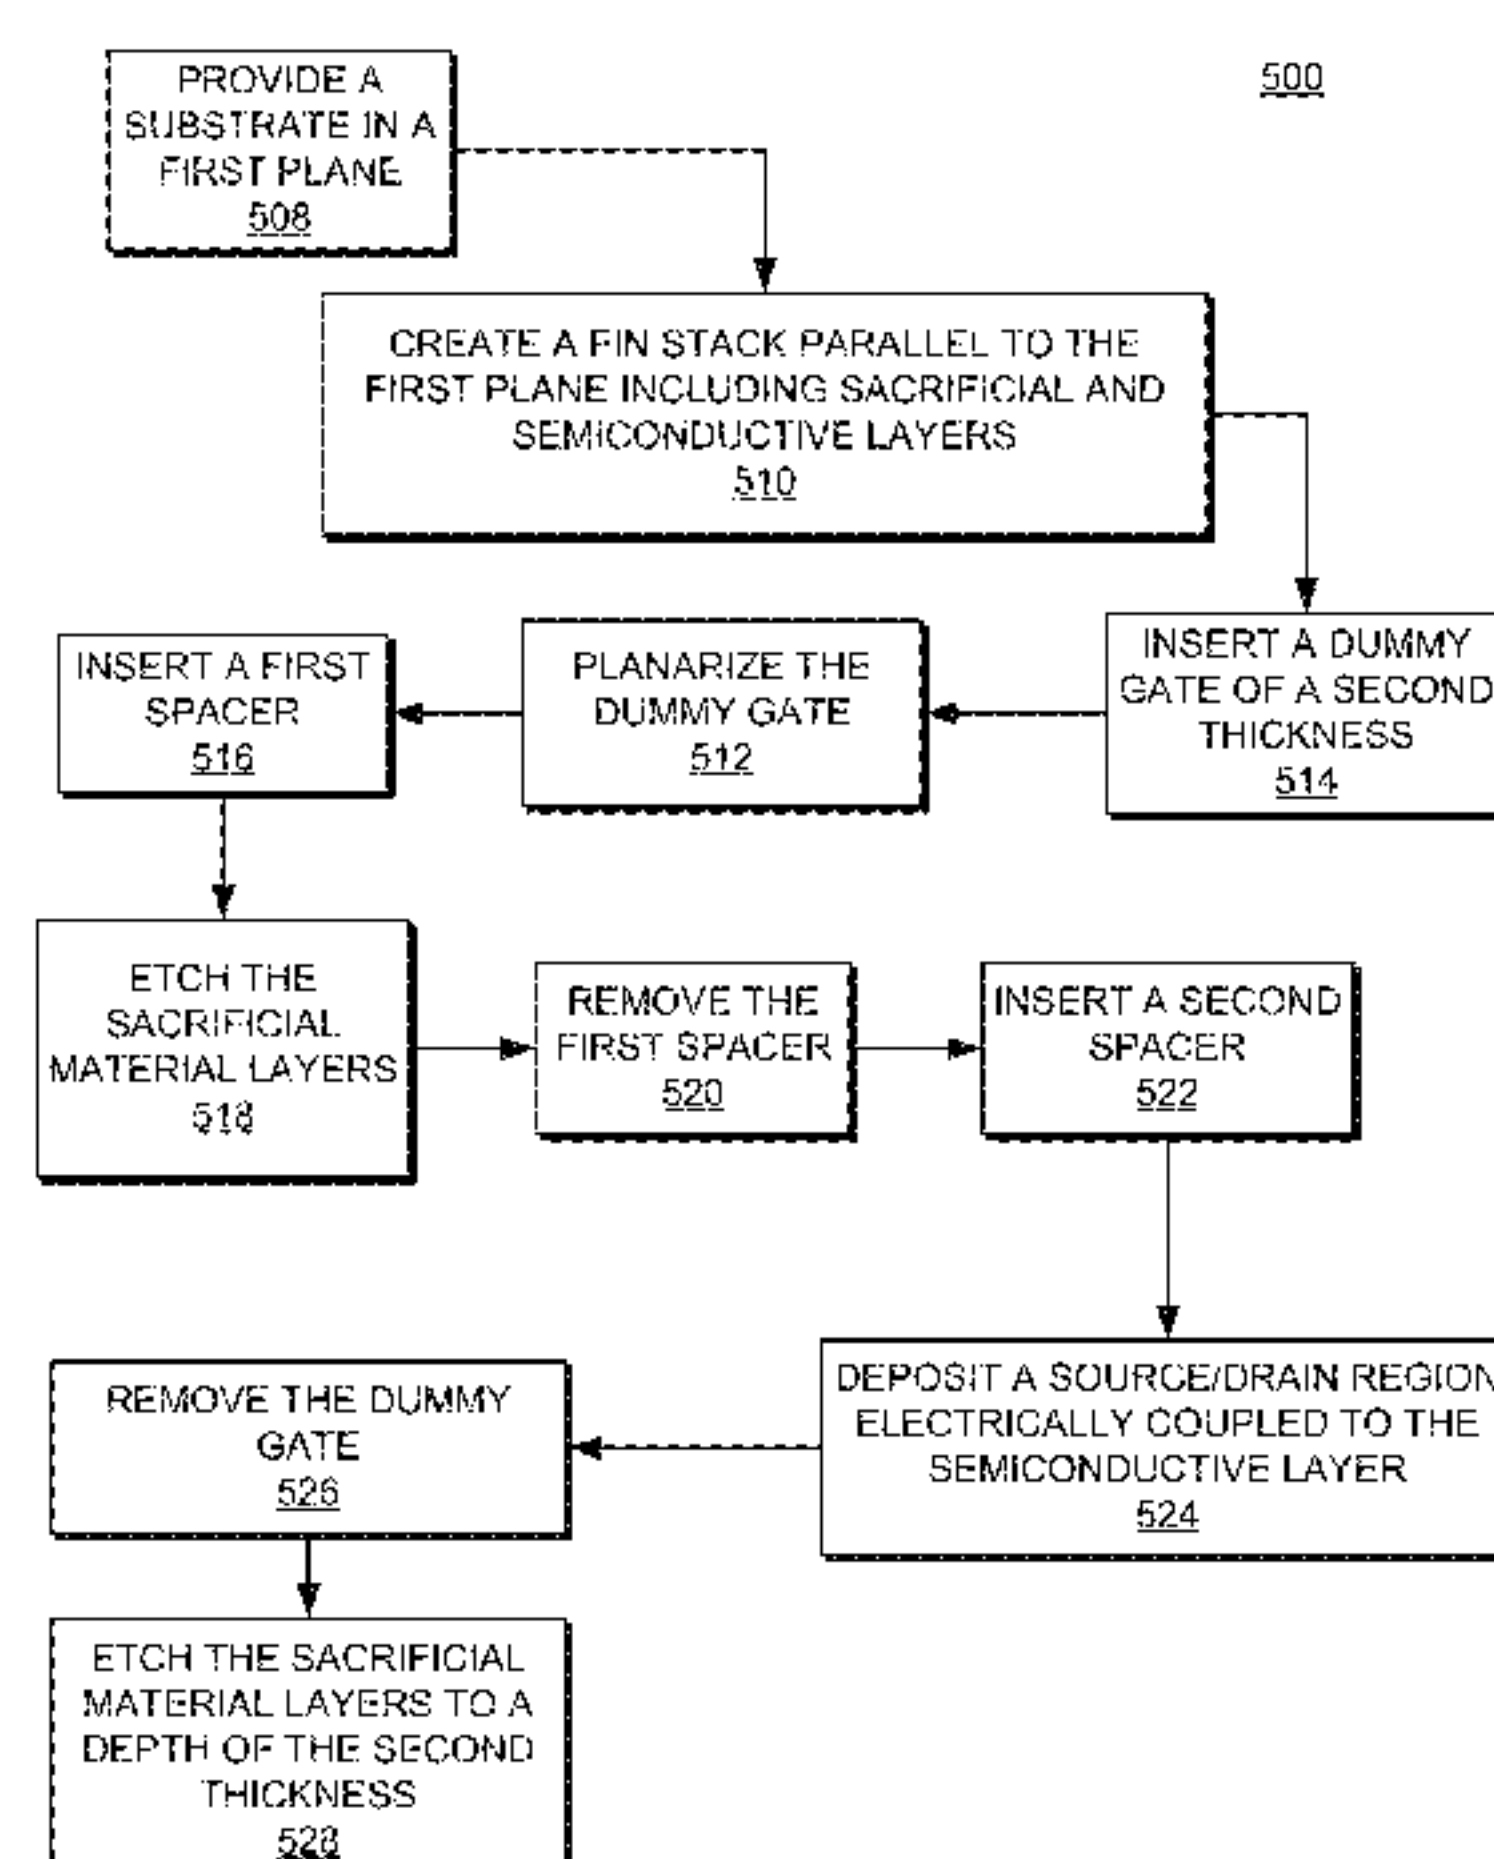 500
PROVIDE A
SUBSTRATE IN A
FIRST PLANE
508
CREATE A FIN STACK PARALLEL TO THE
FIRST PLANE INCLUDING SACRIFICIAL AND
SEMICONDUCTIVE LAYERS
510
INSERT A DUMMY
GATE OF A SECOND
THICKNESS
514
PLANARIZE THE
DUMMY GATE
512
INSERT A FIRST
SPACER
516
ETCH THE
SACRIFICIAL
MATERIAL LAYERS
518
REMOVE THE
FIRST SPACER
520
INSERT A SECOND
SPACER
522
DEPOSIT A SOURCE/DRAIN REGION
ELECTRICALLY COUPLED TO THE
SEMICONDUCTIVE LAYER
524
REMOVE THE DUMMY
GATE
526
ETCH THE SACRIFICIAL
MATERIAL LAYERS TO A
DEPTH OF THE SECOND
THICKNESS
528